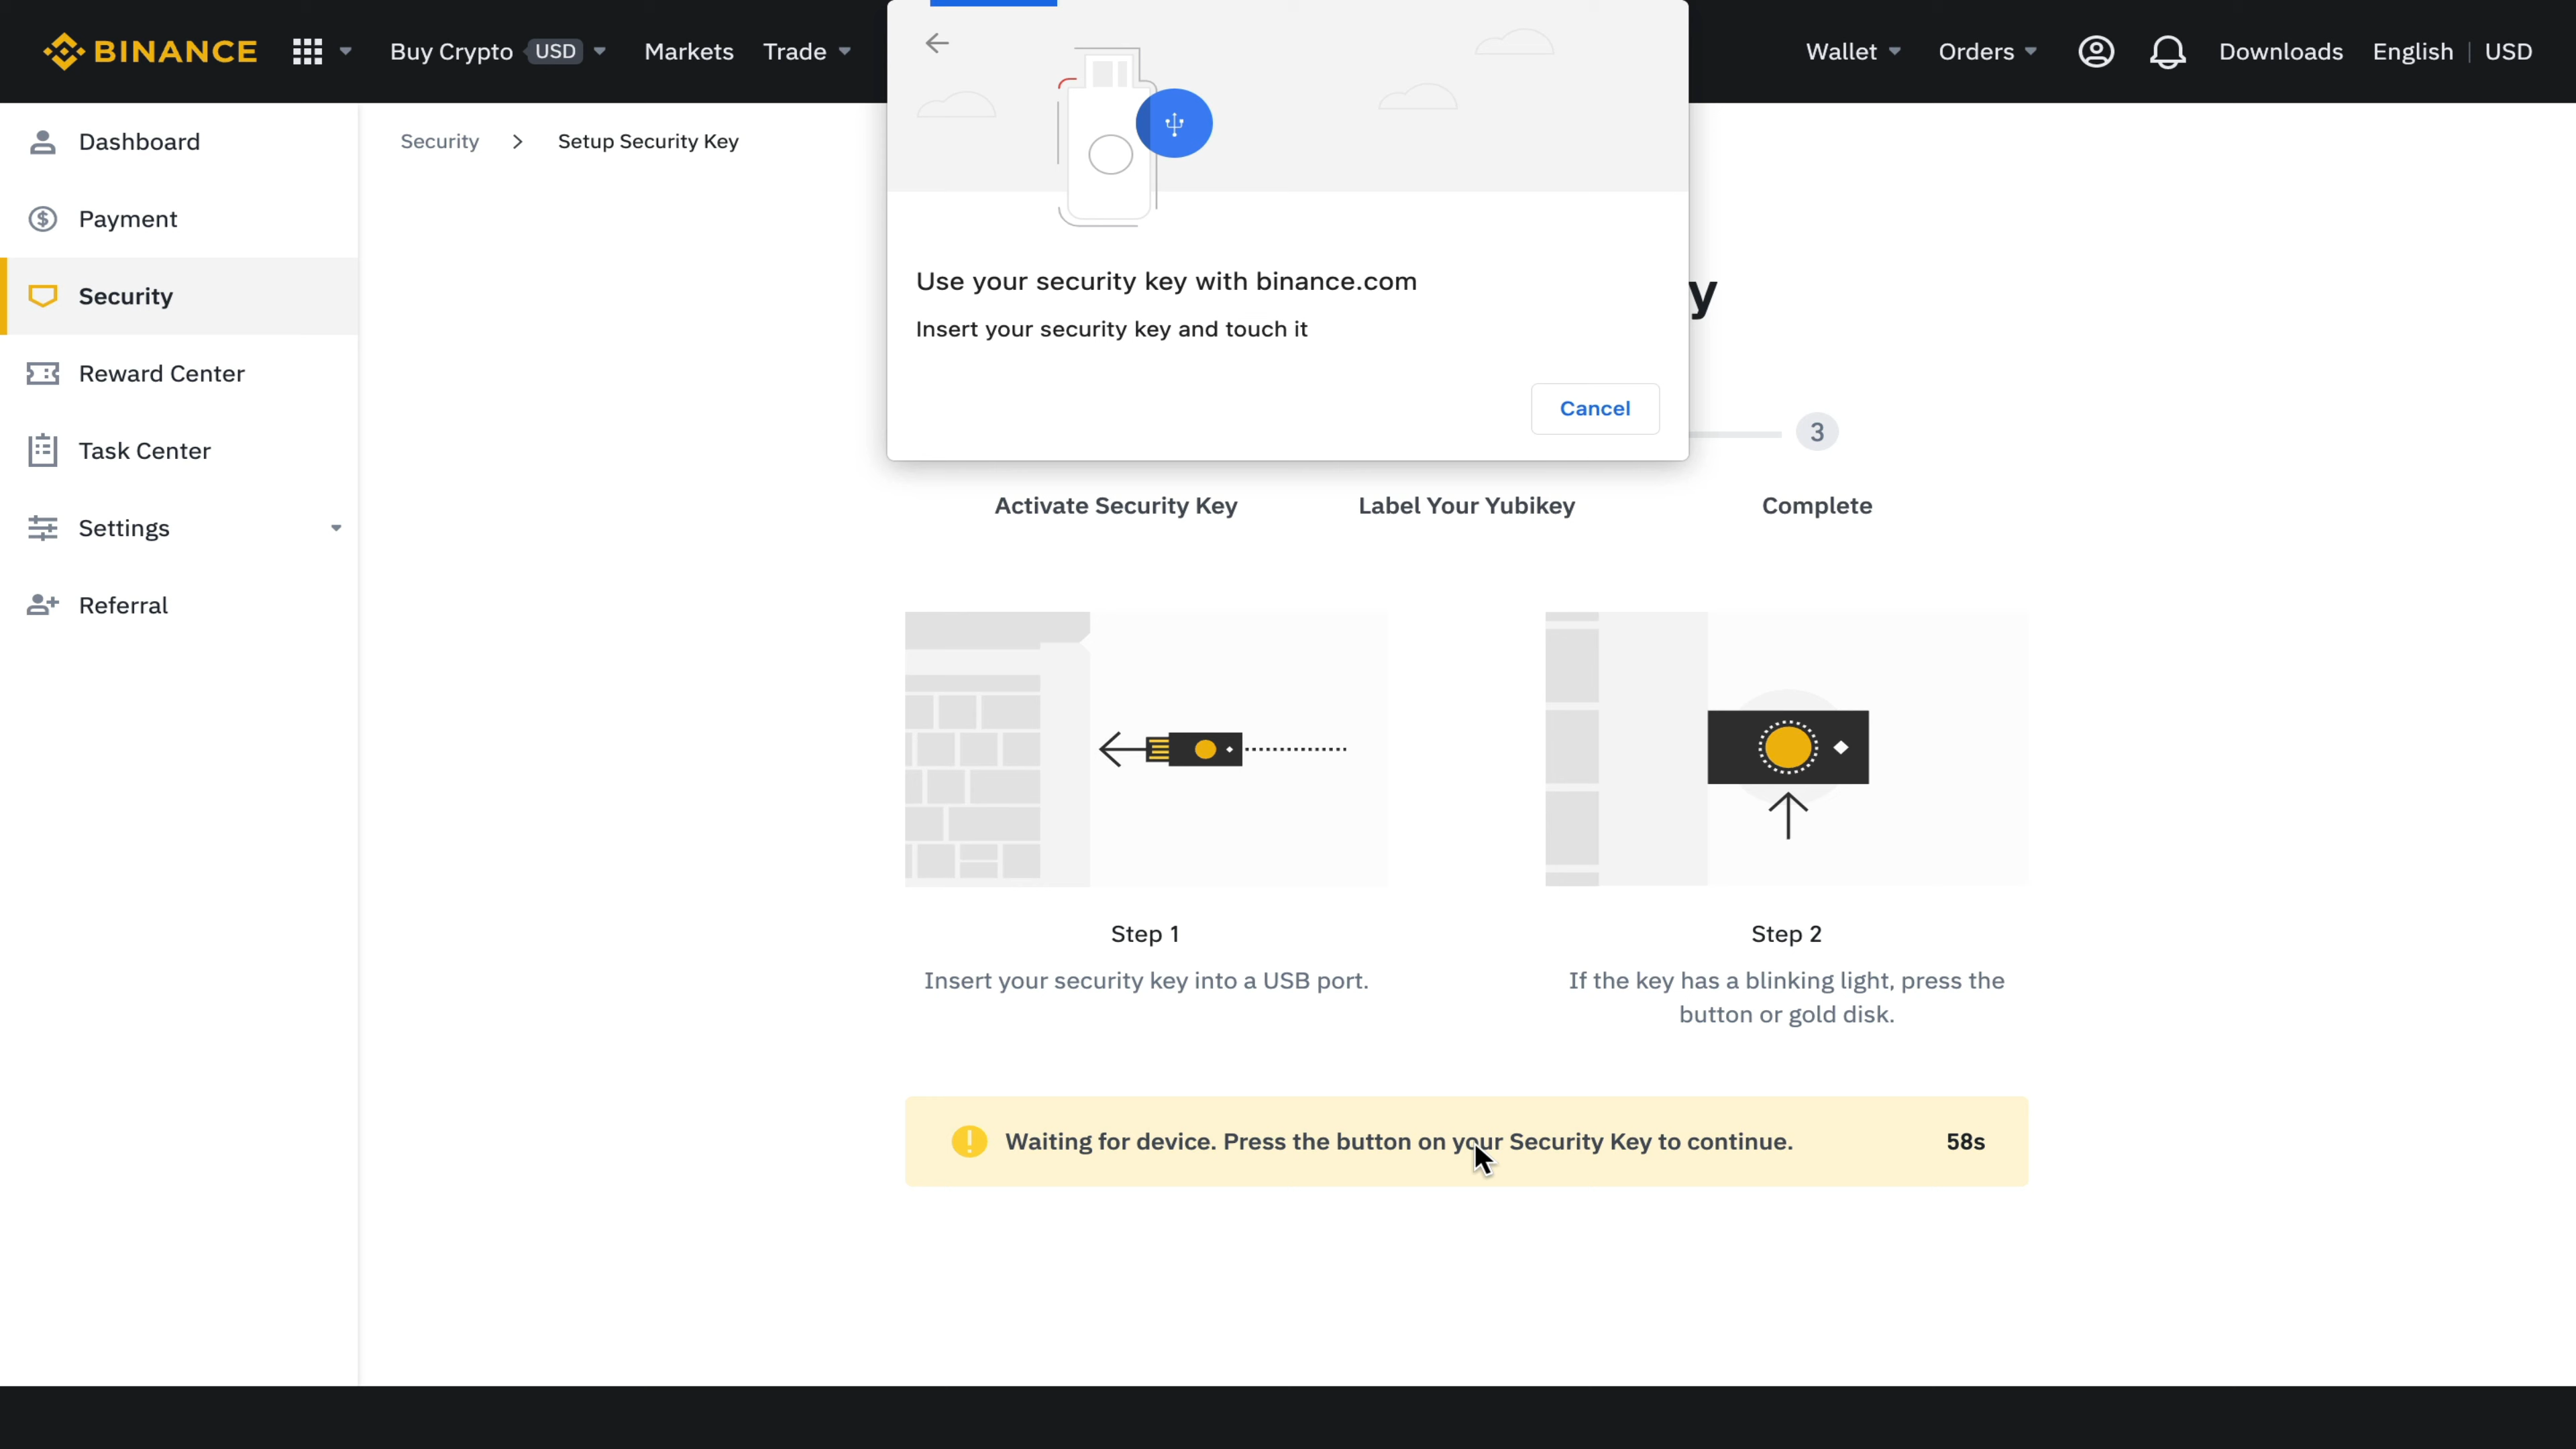 BINANCE
Buy Crypto USD
Markets
Trade
Wallet
Orders
Downloads
English | USD
Dashboard
Payment
Security
Reward Center
Task Center
Settings
Referral
Security > Setup Security Key
Use your security key with binance.com
Insert your security key and touch it
Cancel
y
3
Activate Security Key
Label Your Yubikey
Complete
Step 1
Insert your security key into a USB port.
Step 2
If the key has a blinking light, press the
button or gold disk.
Waiting for device. Press the button on your Security Key to continue.
58s